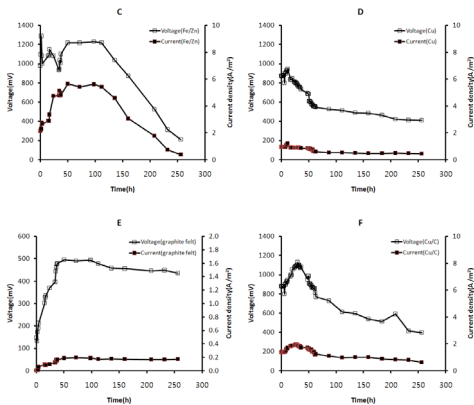 C
Voltage(Fe/Zn)
Current(Fe/Zn)
1400
1200
1000
800
600
400
200
0
10
8
6
4
2
0
0 50 100 150 200 250 300
Voltage(mV)
Current density(A/m²)
Time(h)
D
Voltage(Cu)
Current(Cu)
1400
1200
1000
800
600
400
200
0
10
8
6
4
2
0
0 50 100 150 200 250 300
Voltage(mV)
Current density(A/m²)
Time(h)
E
Voltage(graphite felt)
Current(graphite felt)
600
500
400
300
200
100
0
2.0
1.8
1.6
1.4
1.2
1.0
0.8
0.6
0.4
0.2
0.0
0 50 100 150 200 250 300
Voltage(mV)
Current density(A/m²)
Time(h)
F
Voltage(Cu/C)
Current(Cu/C)
1400
1200
1000
800
600
400
200
0
10
8
6
4
2
0
0 50 100 150 200 250 300
Voltage(mV)
Current density(A/m²)
Time(h)